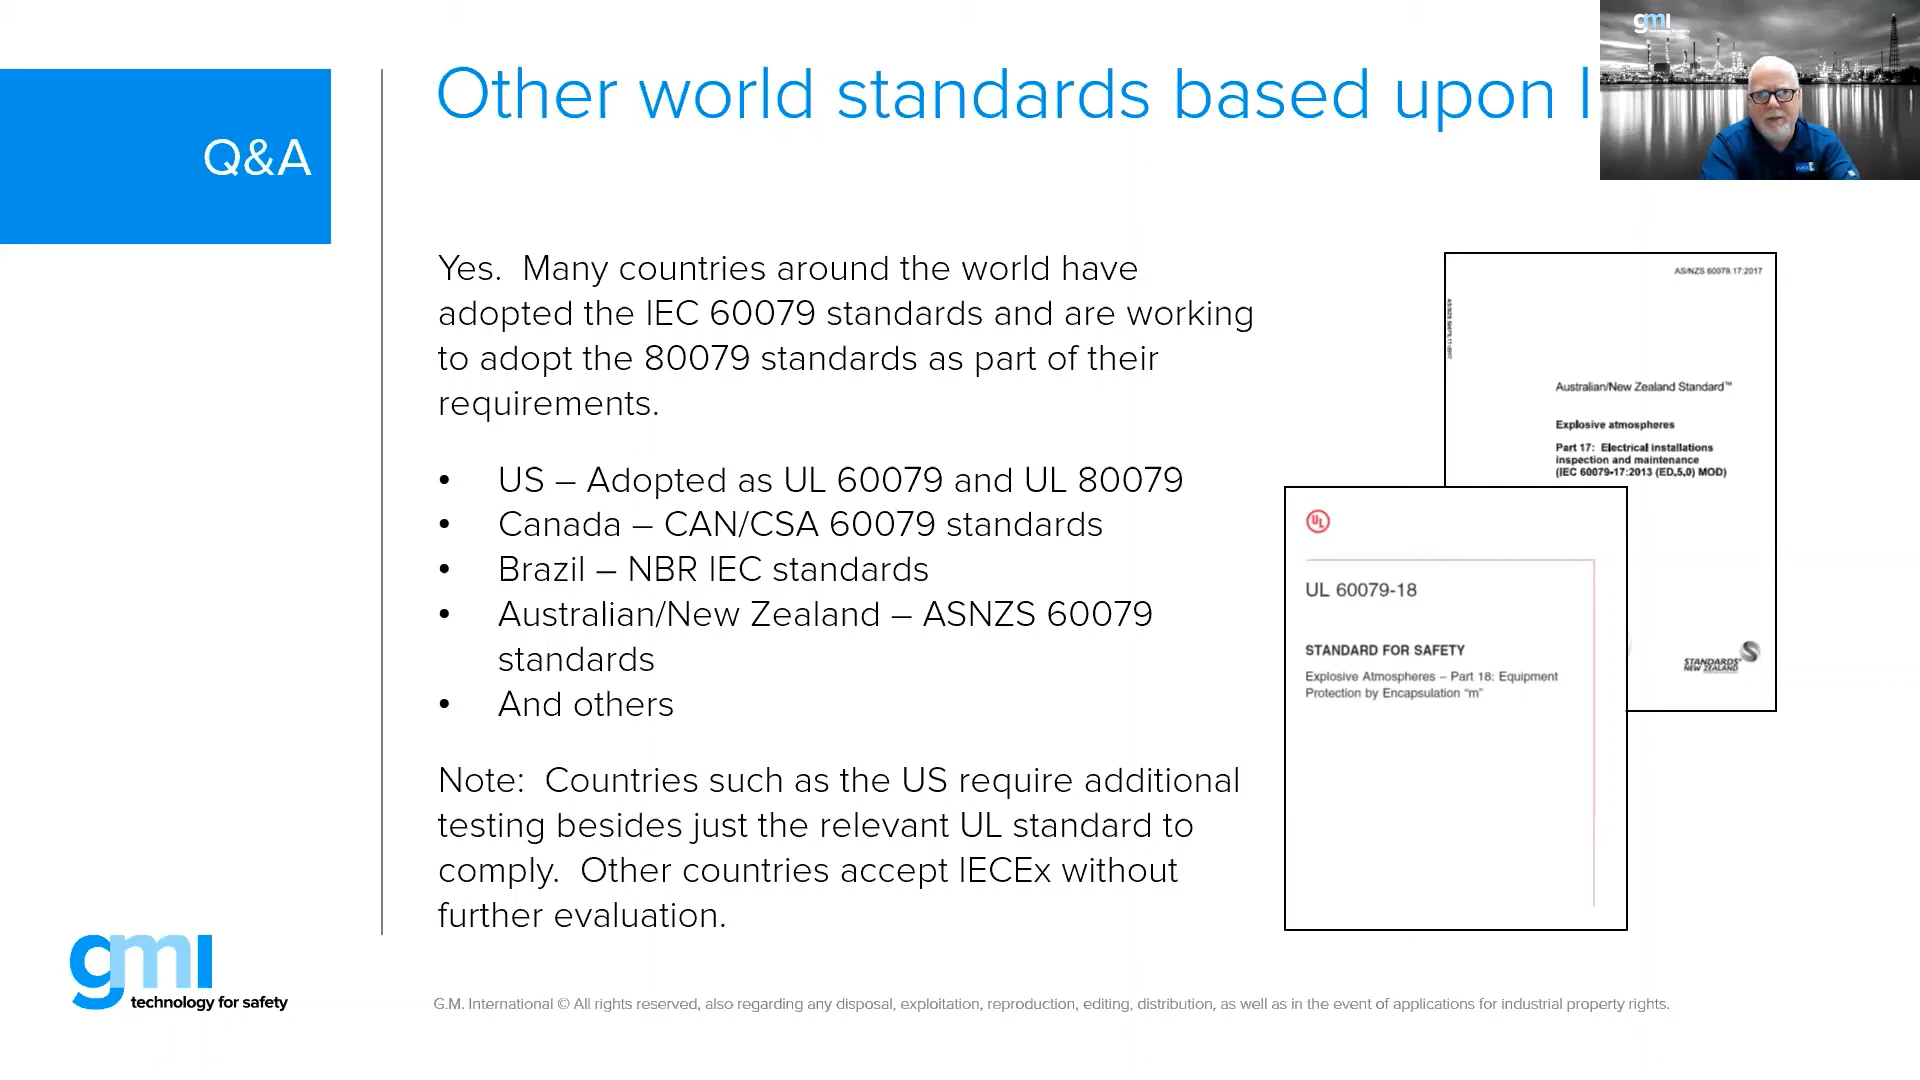 Q&A
Other world standards based upon I
gmi
Yes. Many countries around the world have
adopted the IEC 60079 standards and are working
to adopt the 80079 standards as part of their
requirements.
• US – Adopted as UL 60079 and UL 80079
• Canada – CAN/CSA 60079 standards
• Brazil – NBR IEC standards
• Australian/New Zealand – ASNZS 60079
standards
• And others
Note: Countries such as the US require additional
testing besides just the relevant UL standard to
comply. Other countries accept IECEx without
further evaluation.
AS/NZS 60079.17:2017
Australian/New Zealand Standard™
Explosive atmospheres
Part 17: Electrical installations
inspection and maintenance
(IEC 60079-17:2013 (ED,5,0) MOD)
STANDARDS
NEW ZEALAND
UL
UL 60079-18
STANDARD FOR SAFETY
Explosive Atmospheres – Part 18: Equipment
Protection by Encapsulation “m”
gmi
technology for safety
G.M. International © All rights reserved, also regarding any disposal, exploitation, reproduction, editing, distribution, as well as in the event of applications for industrial property rights.